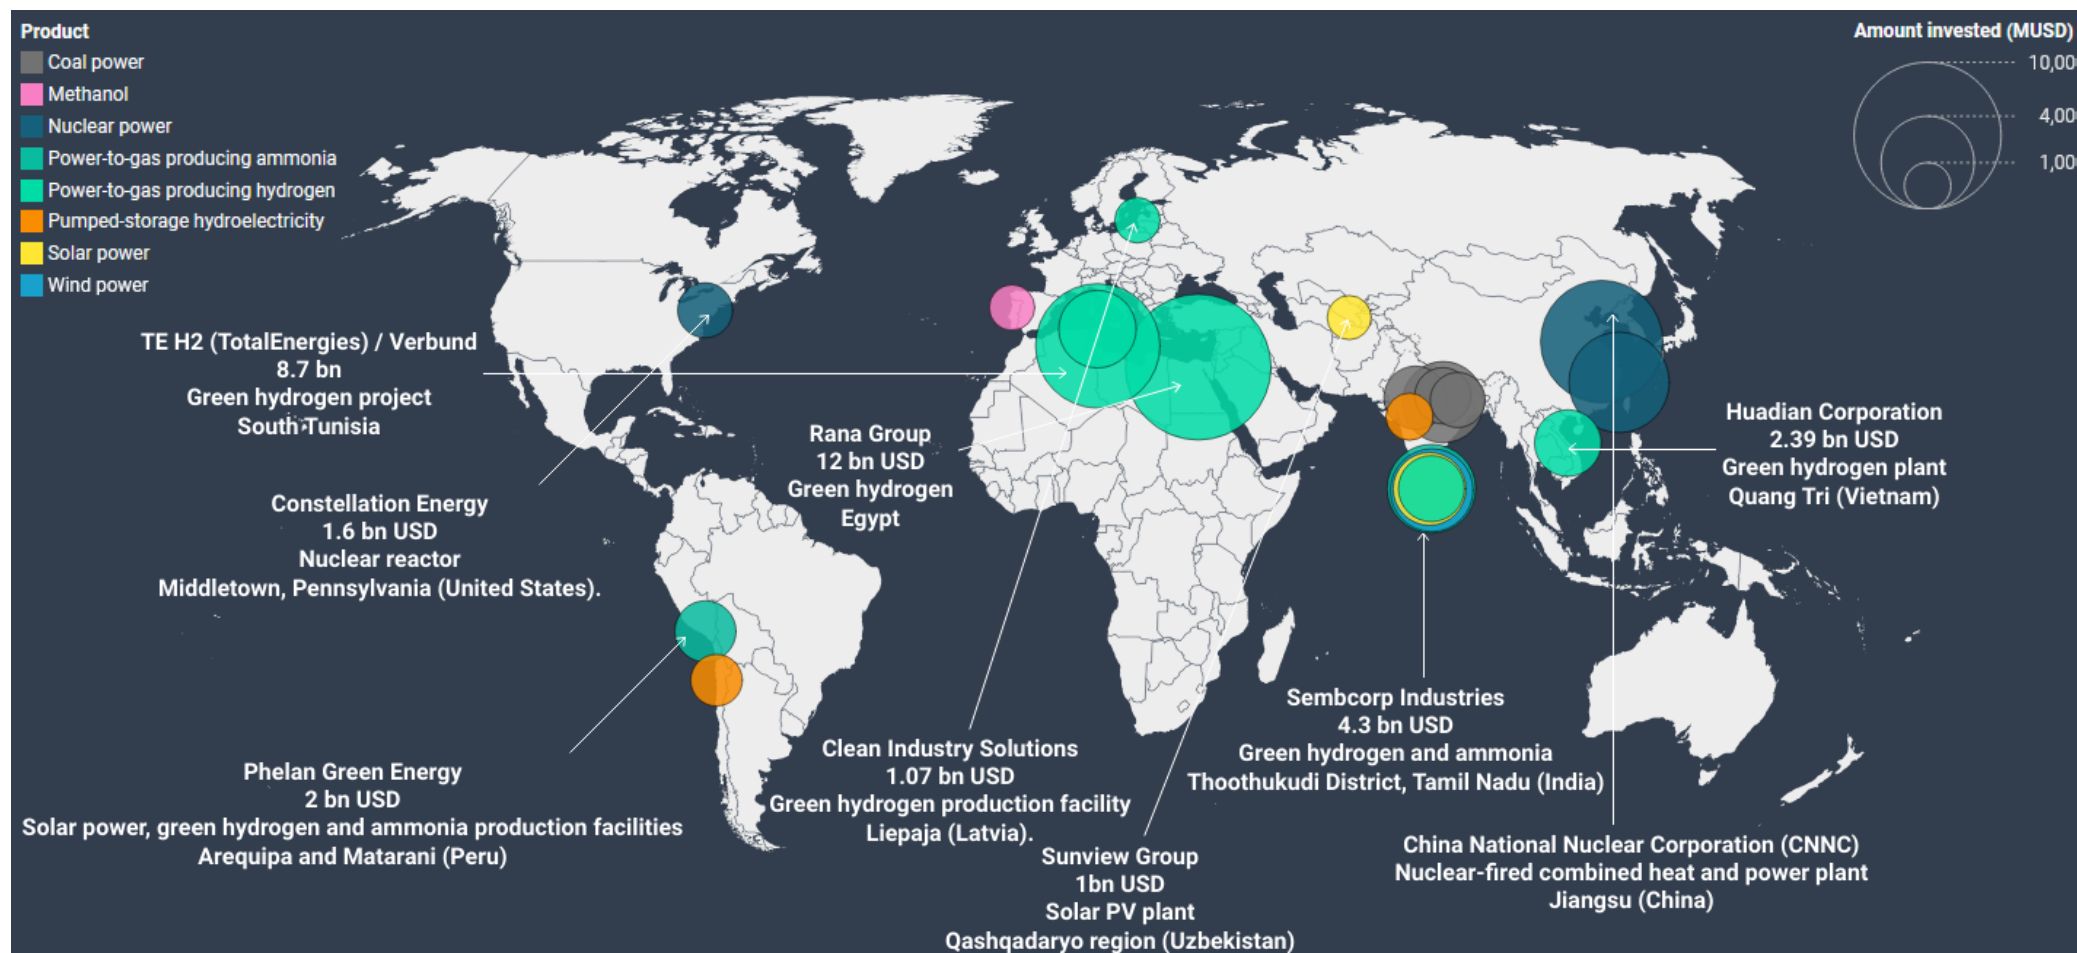 Product
Coal power
Methanol
Nuclear power
Power-to-gas producing ammonia
Power-to-gas producing hydrogen
Pumped-storage hydroelectricity
Solar power
Wind power
Amount invested (MUSD)
10,00
4,00
1,00
TE H2 (TotalEnergies) / Verbund
8.7 bn
Green hydrogen project
South Tunisia
Constellation Energy
1.6 bn USD
Nuclear reactor
Middletown, Pennsylvania (United States).
Rana Group
12 bn USD
Green hydrogen
Egypt
Huadian Corporation
2.39 bn USD
Green hydrogen plant
Quang Tri (Vietnam)
Phelan Green Energy
2 bn USD
Solar power, green hydrogen and ammonia production facilities
Arequipa and Matarani (Peru)
Clean Industry Solutions
1.07 bn USD
Green hydrogen production facility
Liepaja (Latvia).
Sunview Group
1bn USD
Solar PV plant
Qashqadaryo region (Uzbekistan)
Sembcorp Industries
4.3 bn USD
Green hydrogen and ammonia
Thoothukudi District, Tamil Nadu (India)
China National Nuclear Corporation (CNNC)
Nuclear-fired combined heat and power plant
Jiangsu (China)